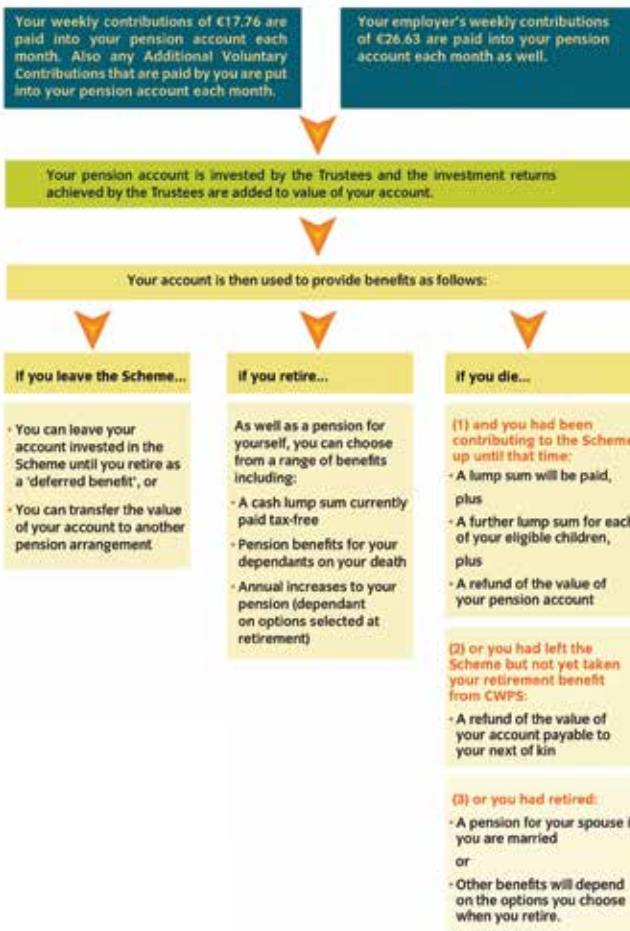 Your weekly contributions of €17.76 are
paid into your pension account each
month. Also any Additional Voluntary
Contributions that are paid by you are put
into your pension account each month.
Your employer's weekly contributions
of €26.63 are paid into your pension
account each month as well.
Your pension account is invested by the Trustees and the investment returns
achieved by the Trustees are added to value of your account.
Your account is then used to provide benefits as follows:
if you leave the Scheme...
• You can leave your
account invested in the
Scheme until you retire as
a 'deferred benefit', or
• You can transfer the value
of your account to another
pension arrangement
if you retire...
As well as a pension for
yourself, you can choose
from a range of benefits
including:
• A cash lump sum currently
paid tax-free
• Pension benefits for your
dependants on your death
• Annual increases to your
pension (dependant
on options selected at
retirement)
if you die...
(1) and you had been
contributing to the Scheme
up until that time:
• A lump sum will be paid,
plus
• A further lump sum for each
of your eligible children,
plus
• A refund of the value of
your pension account
(2) or you had left the
Scheme but not yet taken
your retirement benefit
from CWPS:
• A refund of the value of
your account payable to
your next of kin
(3) or you had retired:
• A pension for your spouse
you are married
or
• Other benefits will depend
on the options you choose
when you retire.